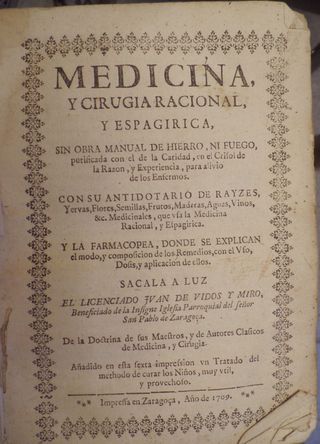 MEDICINA,
Y CIRUGIA RACIONAL,
Y ESPAGIRICA,
SIN OBRA MANUAL DE HIERRO, NI FUEGO,
purificada con el de la Caridad, en el Crisol de
la Razon, y Experiencia, para alivio
de los Enfermos.
CON SU ANTIDOTARIO DE RAYZES,
Yervas, Flores, Semillas, Frutos, Maderas, Aguas, Vinos,
&c. Medicinales, que vsa la Medicina
Racional, y Espagirica.
Y LA FARMACOPEA, DONDE SE EXPLICAN
el modo, y composicion de los Remedios, con el Vso,
Dosis, y aplicacion de ellos.
SACALA A LUZ
EL LICENCIADO JVAN DE VIDOS Y MIRO,
Beneficiado de la Insigne Iglesia Parroquial del señor
San Pablo de Zaragoça.
De la Doctrina de sus Maestros, y de Autores Clasicos
de Medicina, y Cirugia.
Añadido en esta sexta impression vn Tratado del
methodo de curar los Niños, muy vtil,
y provechoso.
*** Impressa en Zaragoça, Año de 1709. ***